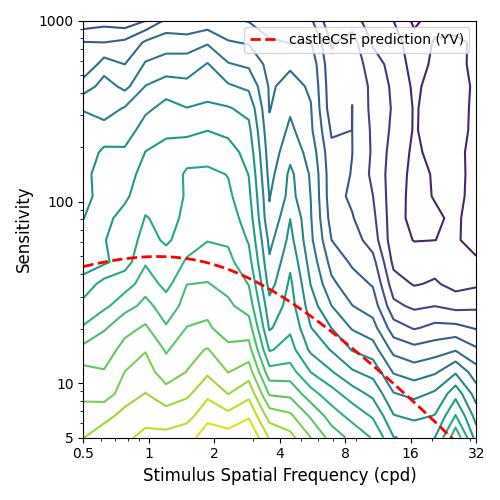 1000
castleCSF prediction (YV)
100
10
5
Sensitivity
0.5 1 2 4 8 16 32
Stimulus Spatial Frequency (cpd)